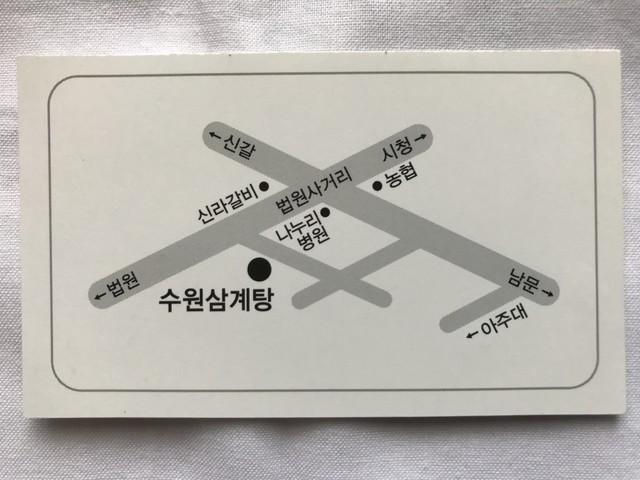 ←신갈
시청→
신라갈비
법원사거리
농협
나누리
병원
←법원
수원삼계탕
남문→
←아주대